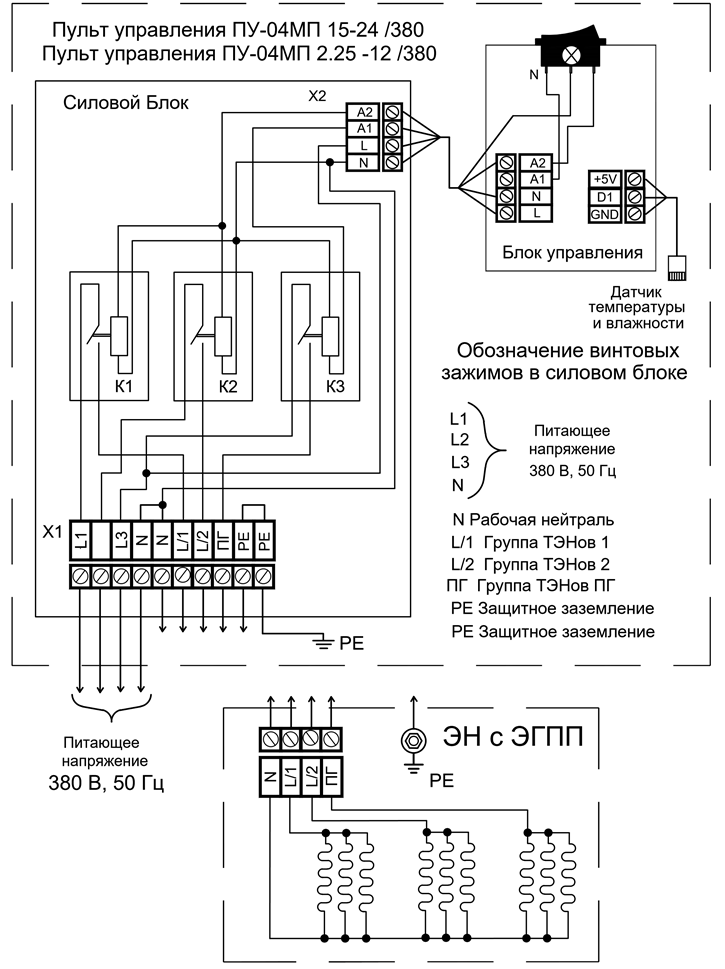 Пульт управления ПУ-04МП 15-24 /380
Пульт управления ПУ-04МП 2.25 -12 /380
Силовой Блок
X2
A2
A1
L
N
N
A2
A1
N
L
+5V
D1
GND
Блок управления
Датчик
температуры
и влажности
К1
К2
К3
Обозначение винтовых
зажимов в силовом блоке
L1
L2
L3
N
Питающее
напряжение
380 В, 50 Гц
X1
L1
L3
N
N
L/1
L/2
ПГ
PE
PE
N Рабочая нейтраль
L/1 Группа ТЭНов 1
L/2 Группа ТЭНов 2
ПГ Группа ТЭНов ПГ
PE Защитное заземление
PE Защитное заземление
PE
Питающее
напряжение
380 В, 50 Гц
ЭН с ЭГПП
PE
N
L/1
L/2
ПГ